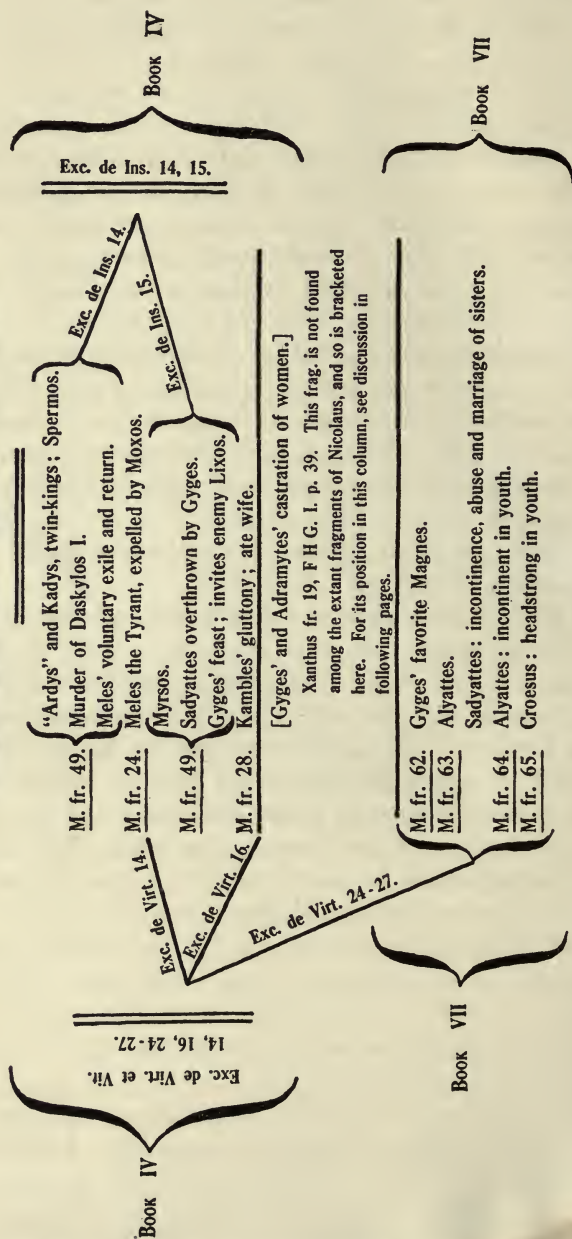 BOOK IV
Exc. de Virt. et Vit.
14, 16, 24-27.
Exc. de Virt. 14.
Exc. de Virt. 16.
Exc. de Virt. 24-27.
BOOK VII
M. fr. 49.
"Ardys" and Kadys, twin-kings; Spermos.
Murder of Daskylos I.
Meles' voluntary exile and return.
M. fr. 24. Meles the Tyrant, expelled by Moxos.
M. fr. 49.
Myrsos.
Sadyattes overthrown by Gyges.
Gyges' feast; invites enemy Lixos.
M. fr. 28. Kambles' gluttony; ate wife.
[Gyges' and Adramytes' castration of women.]
Xanthus fr. 19, F H G. I. p. 39. This frag. is not found
among the extant fragments of Nicolaus, and so is bracketed
here. For its position in this column, see discussion in
following pages.
M. fr. 62. Gyges' favorite Magnes.
M. fr. 63. Alyattes.
Sadyattes: incontinence, abuse and marriage of sisters.
M. fr. 64. Alyattes: incontinent in youth.
M. fr. 65. Croesus: headstrong in youth.
Exc. de Ins. 14.
Exc. de Ins. 15.
Exc. de Ins. 14, 15.
BOOK IV
BOOK VII